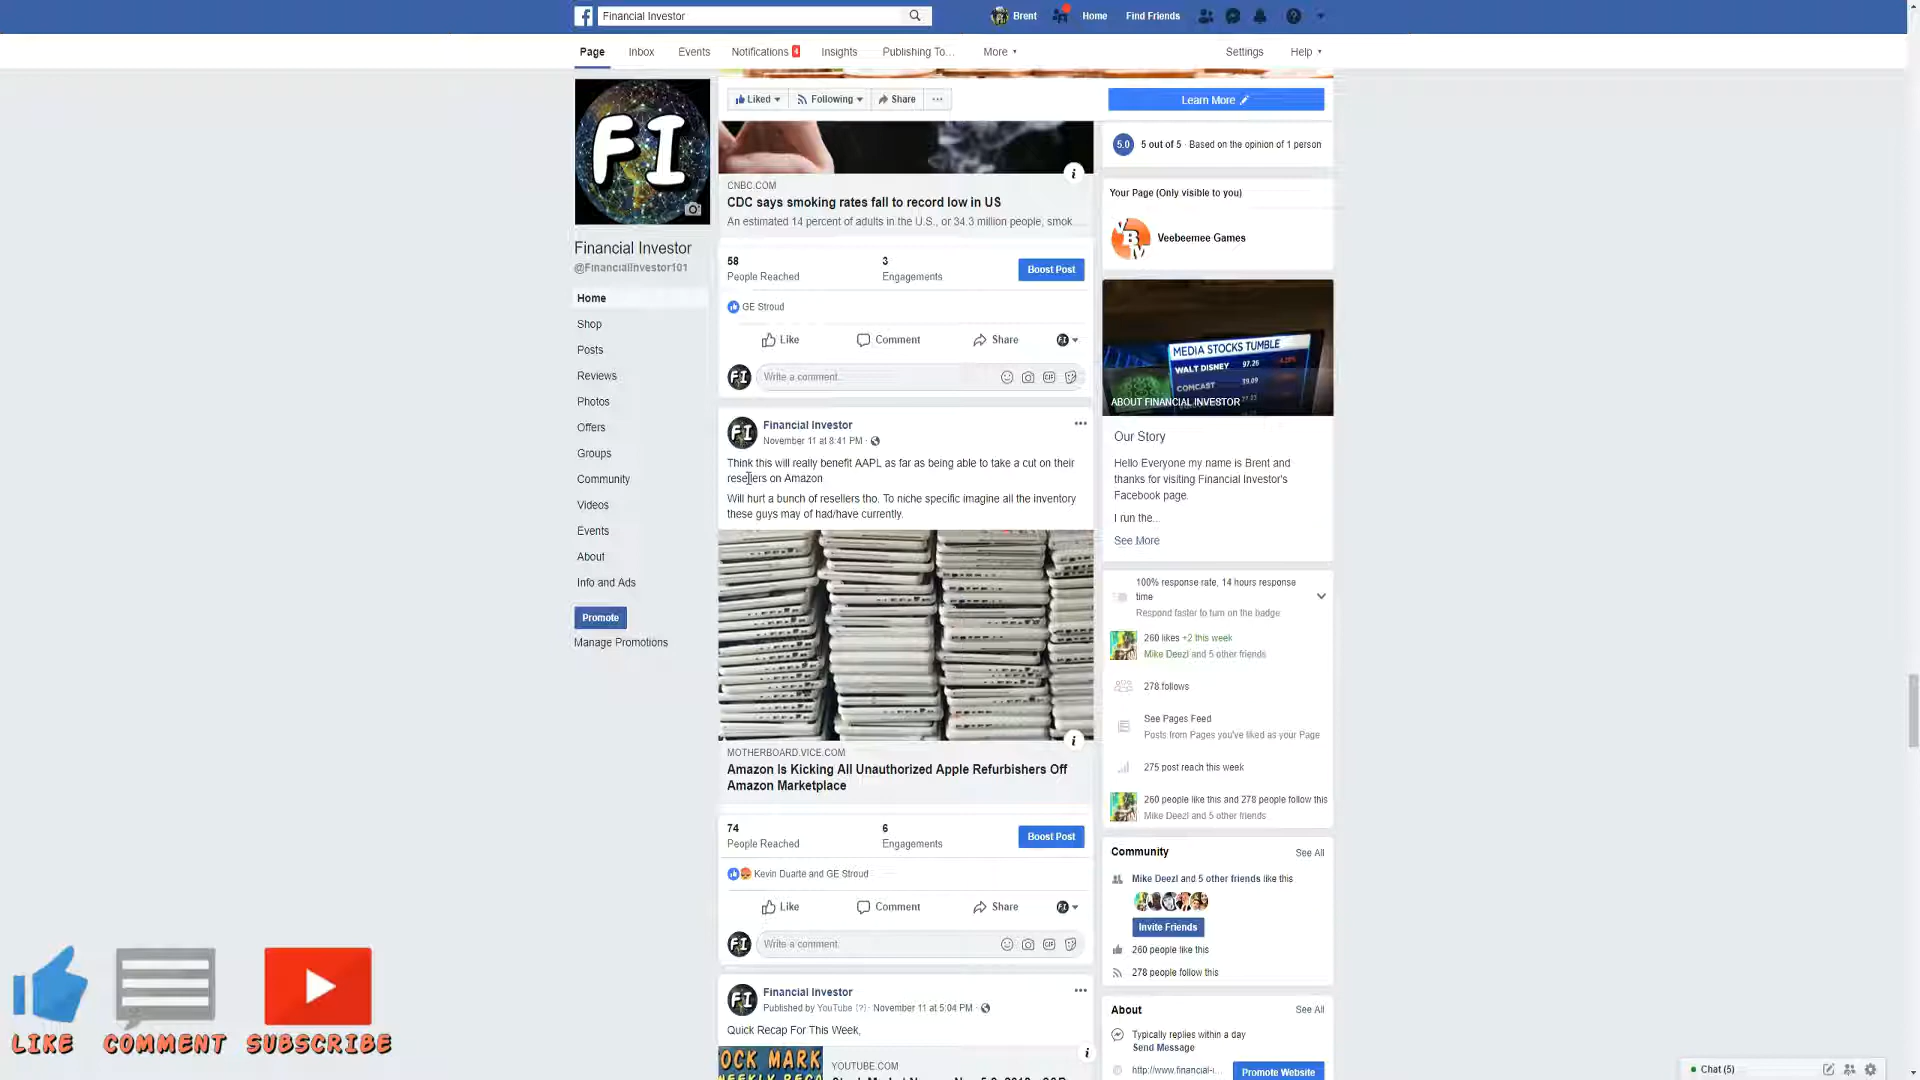 Financial Investor
Brent
Home
Find Friends
Page
Inbox
Events
Notifications 4
Insights
Publishing To...
More
Settings
Help
FI
Financial Investor
@FinancialInvestor101
Home
Shop
Posts
Reviews
Photos
Offers
Groups
Community
Videos
Events
About
Info and Ads
Promote
Manage Promotions
Liked
Following
Share
Learn More
CNBC.COM
CDC says smoking rates fall to record low in US
An estimated 14 percent of adults in the U.S., or 34.3 million people, smok...
58
People Reached
3
Engagements
Boost Post
GE Stroud
Like
Comment
Share
Write a comment...
Financial Investor
November 11 at 8:41 PM
Think this will really benefit AAPL as far as being able to take a cut on their
resellers on Amazon
Will hurt a bunch of resellers tho. To niche specific imagine all the inventory
these guys may of had/have currently.
MOTHERBOARD.VICE.COM
Amazon Is Kicking All Unauthorized Apple Refurbishers Off
Amazon Marketplace
74
People Reached
6
Engagements
Boost Post
Kevin Duarte and GE Stroud
Like
Comment
Share
Write a comment
Financial Investor
Published by YouTube [?] · November 11 at 5:04 PM
Quick Recap For This Week,
YOUTUBE.COM
5.0
5 out of 5 · Based on the opinion of 1 person
Your Page (Only visible to you)
Veebeemee Games
MEDIA STOCKS TUMBLE
WALT DISNEY 97.26
COMCAST 39.09
ABOUT FINANCIAL INVESTOR
Our Story
Hello Everyone my name is Brent and
thanks for visiting Financial Investor's
Facebook page.
I run the...
See More
100% response rate, 14 hours response
time
Respond faster to turn on the badge
260 likes +2 this week
Mike Deezl and 5 other friends
278 follows
See Pages Feed
Posts from Pages you've liked as your Page
275 post reach this week
260 people like this and 278 people follow this
Mike Deezl and 5 other friends
Community
See All
Mike Deezl and 5 other friends like this
Invite Friends
260 people like this
278 people follow this
About
See All
Typically replies within a day
Send Message
http://www.financial-i...
Promote Website
Chat (5)
LIKE
COMMENT
SUBSCRIBE